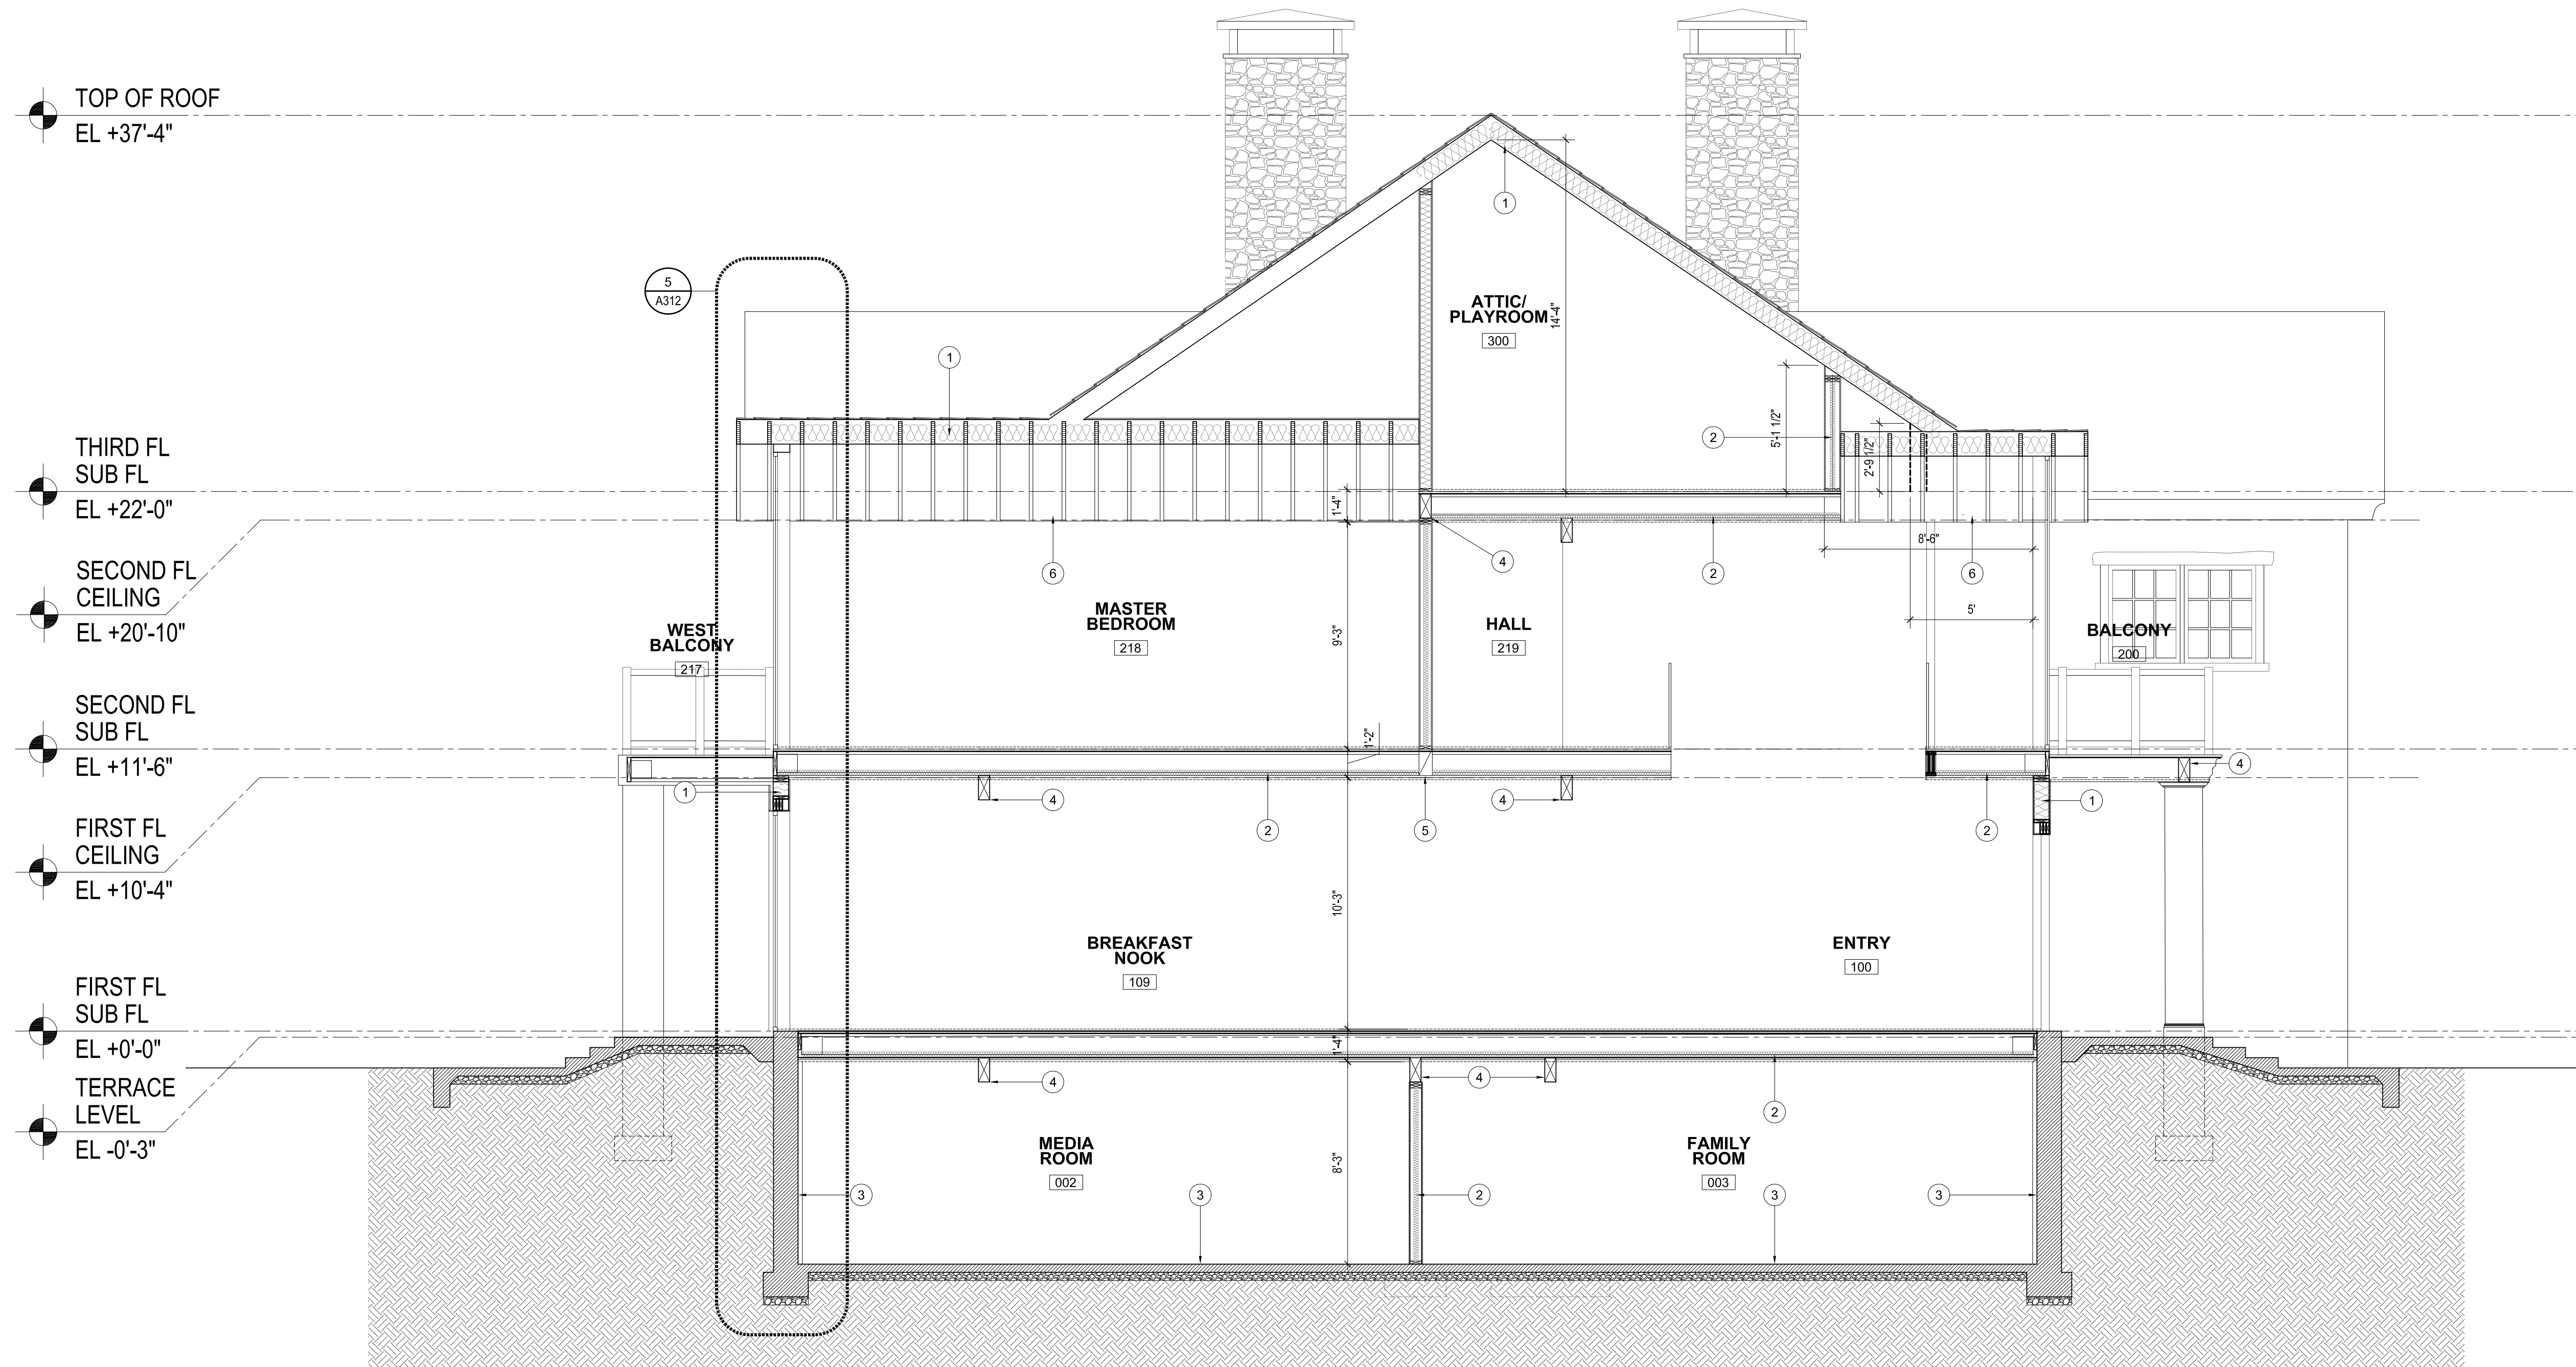 TOP OF ROOF
EL +37'-4"
1
5
A312
ATTIC/
PLAYROOM
300
14'-4"
1
5'-1 1/2"
2
2'-9 1/2"
THIRD FL
SUB FL
EL +22'-0"
1'-4"
8'-6"
4
6
2
6
SECOND FL
CEILING
EL +20'-10"
WEST
BALCONY
217
MASTER
BEDROOM
218
9'-3"
HALL
219
5'
BALCONY
200
SECOND FL
SUB FL
EL +11'-6"
1'-2"
4
1
4
4
1
2
5
2
FIRST FL
CEILING
EL +10'-4"
10'-3"
BREAKFAST
NOOK
109
ENTRY
100
FIRST FL
SUB FL
EL +0'-0"
1'-4"
4
4
2
TERRACE
LEVEL
EL -0'-3"
MEDIA
ROOM
002
8'-3"
FAMILY
ROOM
003
3
3
2
3
3